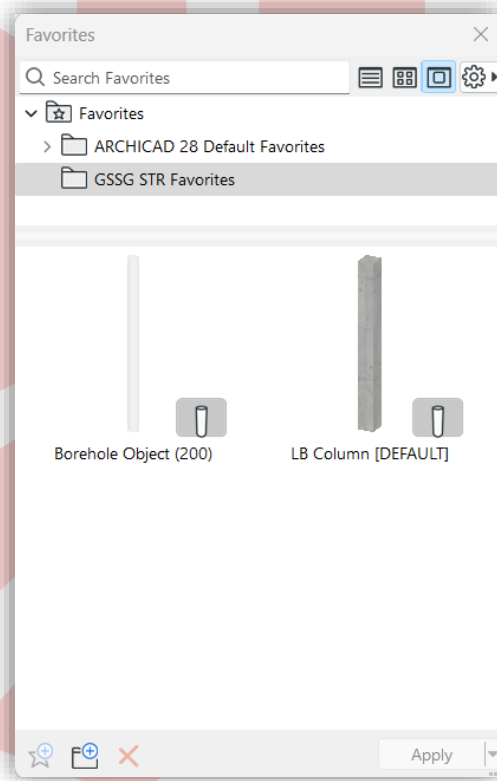 Favorites
Search Favorites
Favorites
ARCHICAD 28 Default Favorites
GSSG STR Favorites
Borehole Object (200)
LB Column [DEFAULT]
Apply